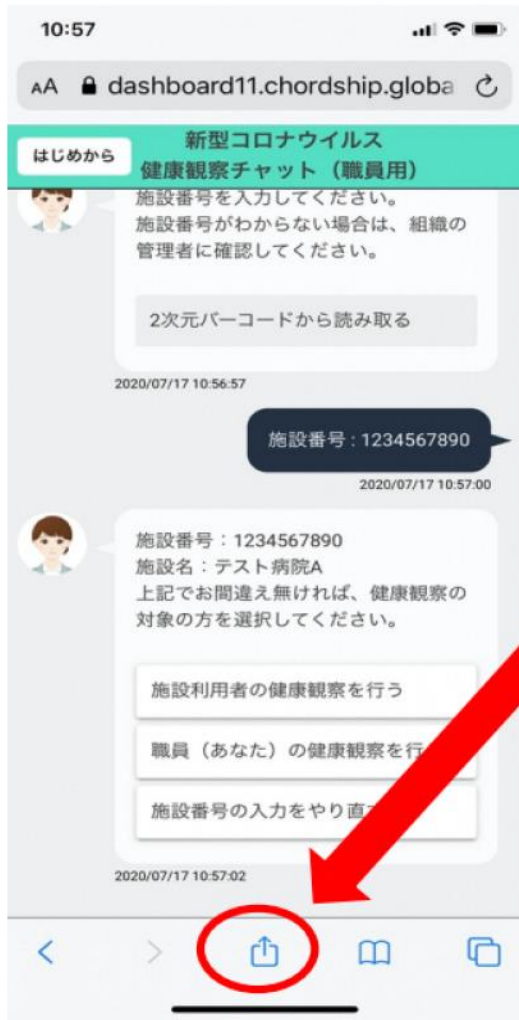 10:57
AA dashboard11.chordship.globa
はじめから
新型コロナウイルス
健康観察チャット（職員用）
施設番号を入力してください。
施設番号がわからない場合は、組織の
管理者に確認してください。
2次元バーコードから読み取る
2020/07/17 10:56:57
施設番号 : 1234567890
2020/07/17 10:57:00
施設番号：1234567890
施設名：テスト病院A
上記でお間違え無ければ、健康観察の
対象の方を選択してください。
施設利用者の健康観察を行う
職員（あなた）の健康観察を行
施設番号の入力をやり直
2020/07/17 10:57:02